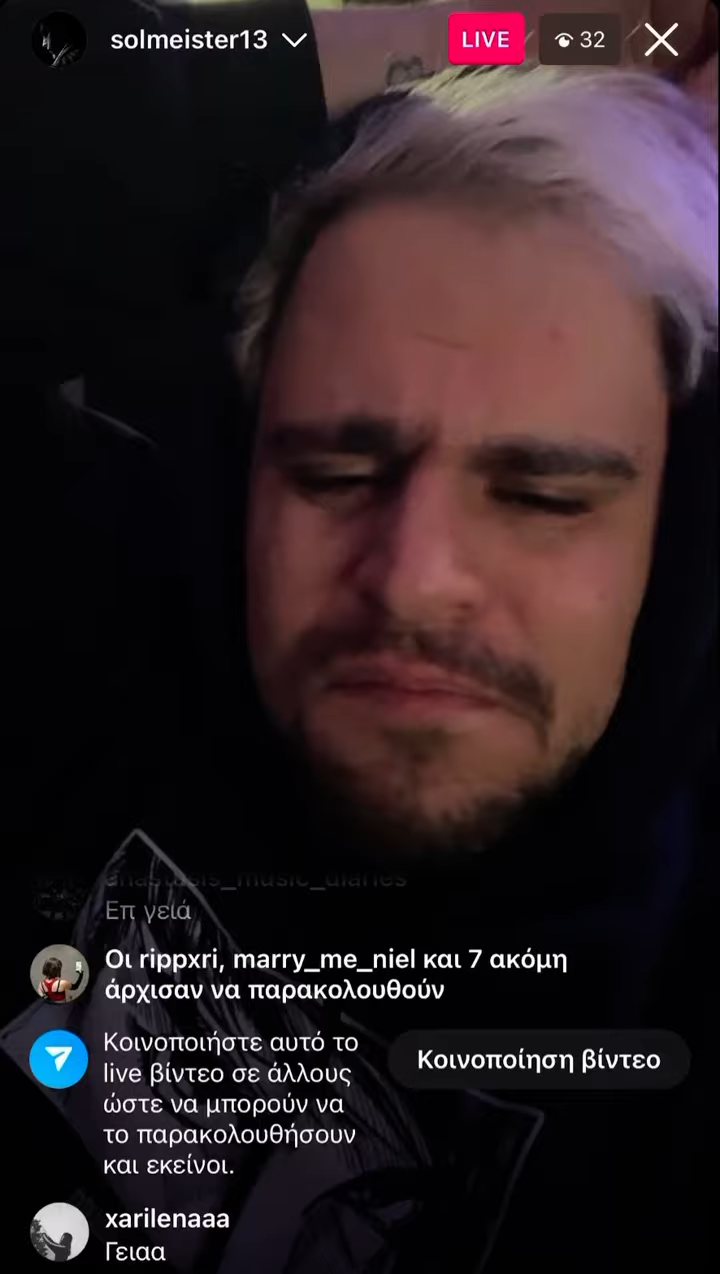 solmeister13
LIVE
32
anastasis_music_diaries
Επ γειά
Οι rippxri, marry_me_niel και 7 ακόμη
άρχισαν να παρακολουθούν
Κοινοποιήστε αυτό το
live βίντεο σε άλλους
ώστε να μπορούν να
το παρακολουθήσουν
και εκείνοι.
Κοινοποίηση βίντεο
xarilenaaa
Γειαα